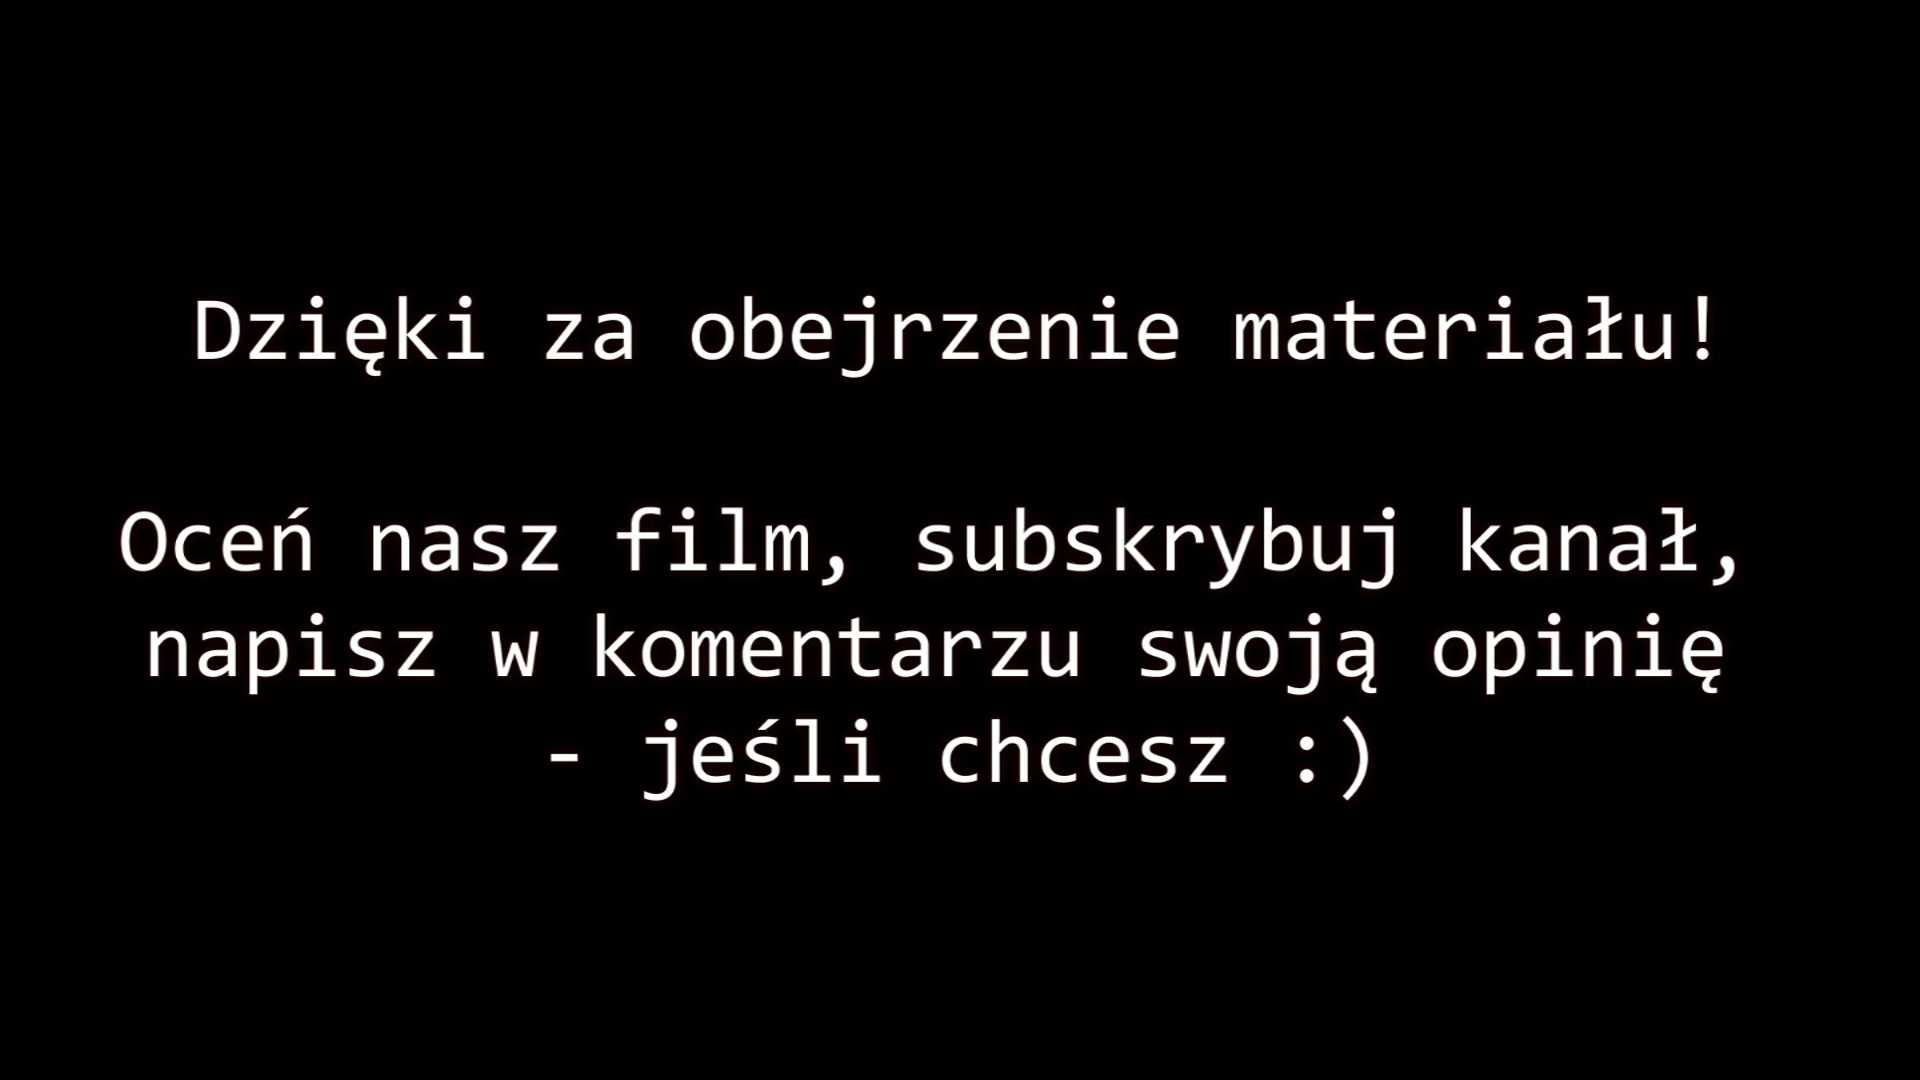 Dzięki za obejrzenie materiału!
Oceń nasz film, subskrybuj kanał,
napisz w komentarzu swoją opinię
- jeśli chcesz :)